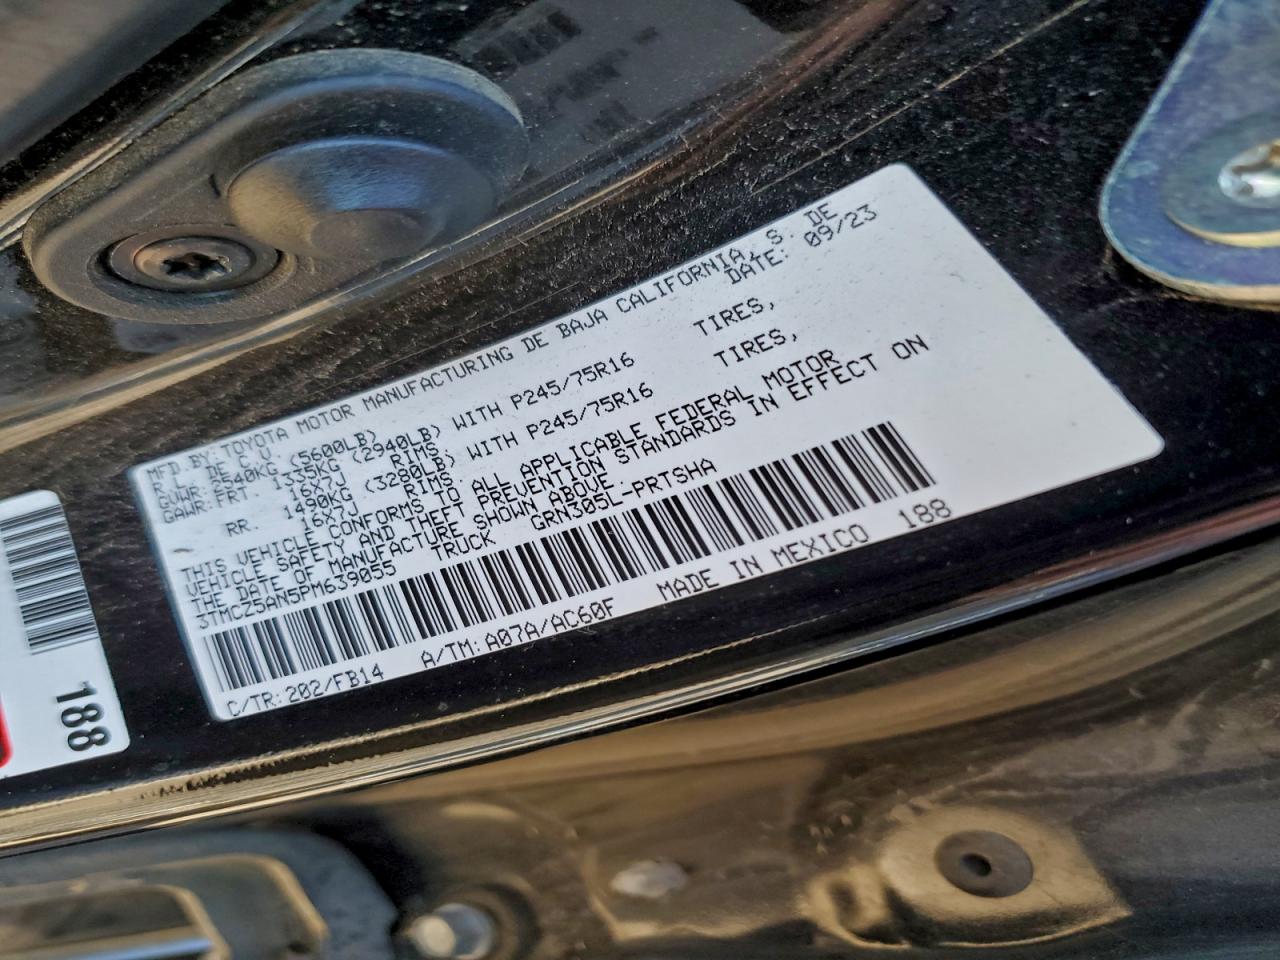 MFD BY: TOYOTA MOTOR MANUFACTURING DE BAJA CALIFORNIA, S. DE
R.L. DE C.V. DATE: 09/23
GVWR: 2540KG (5600LB)
GAWR: FRT. 1335KG (2940LB) WITH P245/75R16 TIRES,
16X7J RIMS,
RR. 1490KG (3280LB) WITH P245/75R16 TIRES,
16X7J RIMS,
THIS VEHICLE CONFORMS TO ALL APPLICABLE FEDERAL MOTOR
VEHICLE SAFETY AND THEFT PREVENTION STANDARDS IN EFFECT ON
THE DATE OF MANUFACTURE SHOWN ABOVE.
3TMCZ5AN5PM639055 TRUCK GRN305L-PRTSHA
C/TR: 202/FB14 A/TM: A07A/AC60F MADE IN MEXICO 188
188